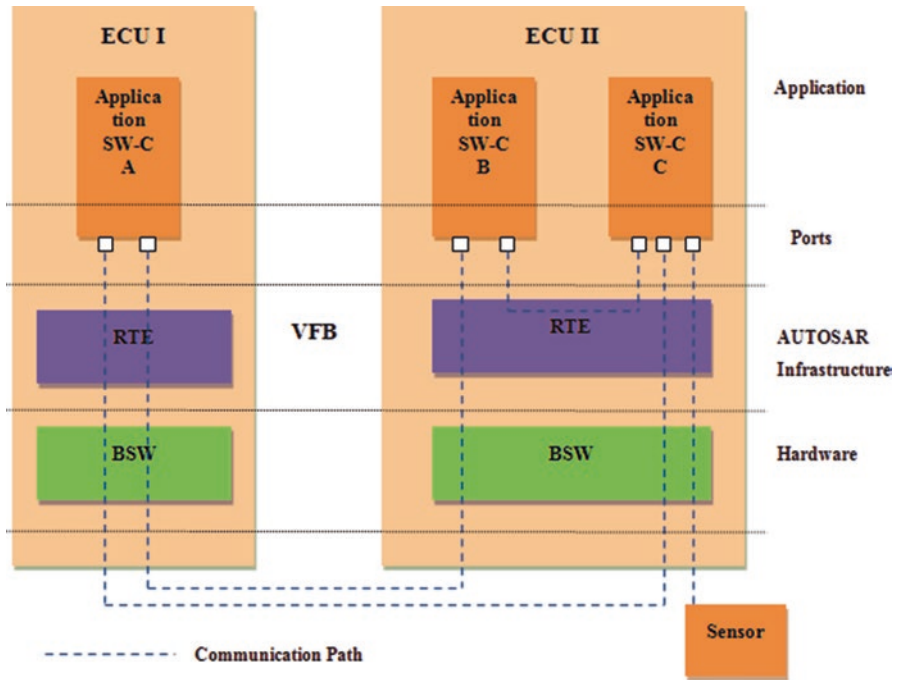 ECU I
ECU II
Applica
tion
SW-C
A
Applica
tion
SW-C
B
Applica
tion
SW-C
C
Application
Ports
RTE
VFB
RTE
AUTOSAR
Infrastructure
BSW
BSW
Hardware
Sensor
Communication Path